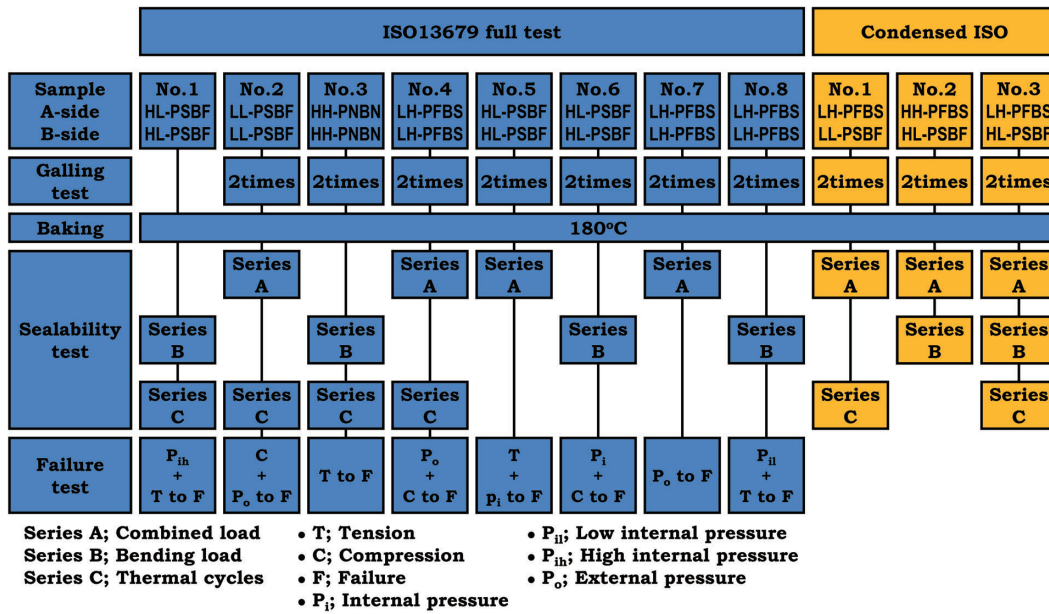 ISO13679 full test
Condensed ISO
Sample
A-side
B-side
No.1
HL-PSBF
HL-PSBF
No.2
LL-PSBF
LL-PSBF
No.3
HH-PNBN
HH-PNBN
No.4
LH-PFBS
LH-PFBS
No.5
HL-PSBF
HL-PSBF
No.6
HL-PSBF
HL-PSBF
No.7
LH-PFBS
LH-PFBS
No.8
LH-PFBS
LH-PFBS
No.1
LH-PFBS
LL-PSBF
No.2
HH-PFBS
HL-PSBF
No.3
LH-PFBS
HL-PSBF
Galling
test
2times
2times
2times
2times
2times
2times
2times
2times
2times
2times
Baking
180ºC
Sealability
test
Series
A
Series
A
Series
A
Series
A
Series
A
Series
A
Series
A
Series
B
Series
B
Series
B
Series
B
Series
B
Series
B
Series
C
Series
C
Series
C
Series
C
Series
C
Series
C
Failure
test
Pih
+
T to F
C
+
Po to F
T to F
Po
+
C to F
T
+
pi to F
Pi
+
C to F
Po to F
Pil
+
T to F
Series A; Combined load
Series B; Bending load
Series C; Thermal cycles
• T; Tension
• C; Compression
• F; Failure
• Pi; Internal pressure
• Pil; Low internal pressure
• Pih; High internal pressure
• Po; External pressure